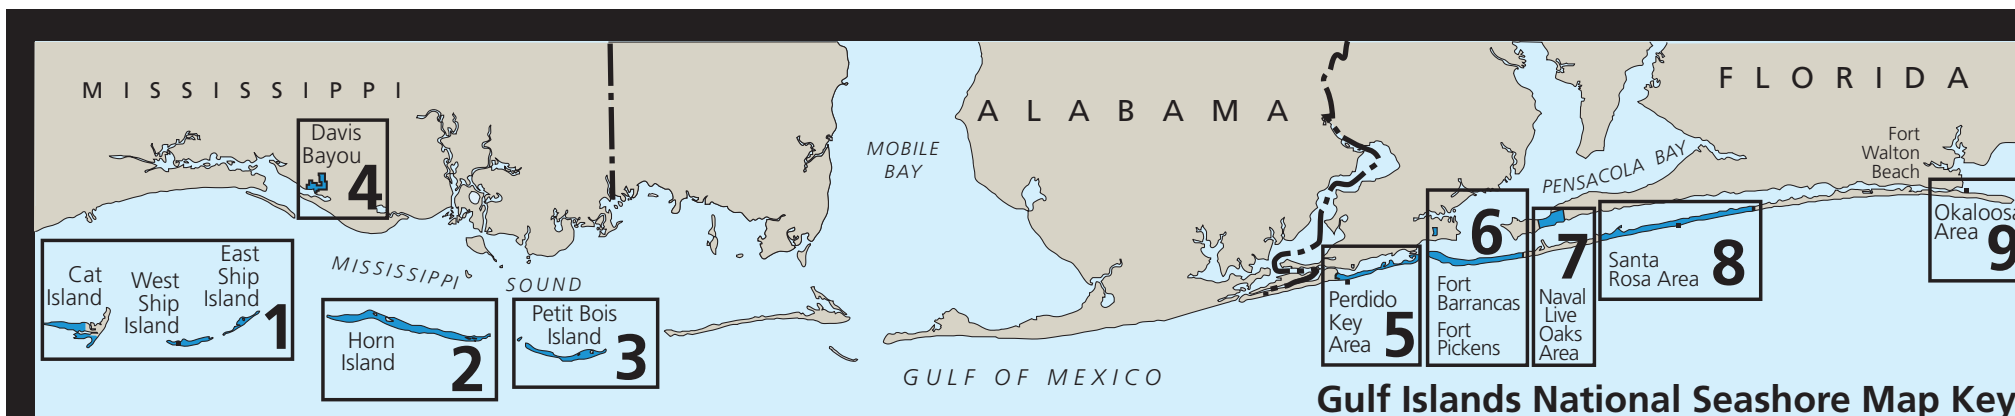 MISSISSIPPI
ALABAMA
FLORIDA
Davis
Bayou
4
MOBILE
BAY
PENSACOLA BAY
Fort
Walton
Beach
Cat
Island
West
Ship
Island
East
Ship
Island
1
MISSISSIPPI SOUND
Horn
Island
2
Petit Bois
Island
3
GULF OF MEXICO
Perdido
Key
Area
5
6
Fort
Barrancas
Fort
Pickens
7
Naval
Live
Oaks
Area
Santa
Rosa Area
8
Okaloosa
Area
9
Gulf Islands National Seashore Map Key